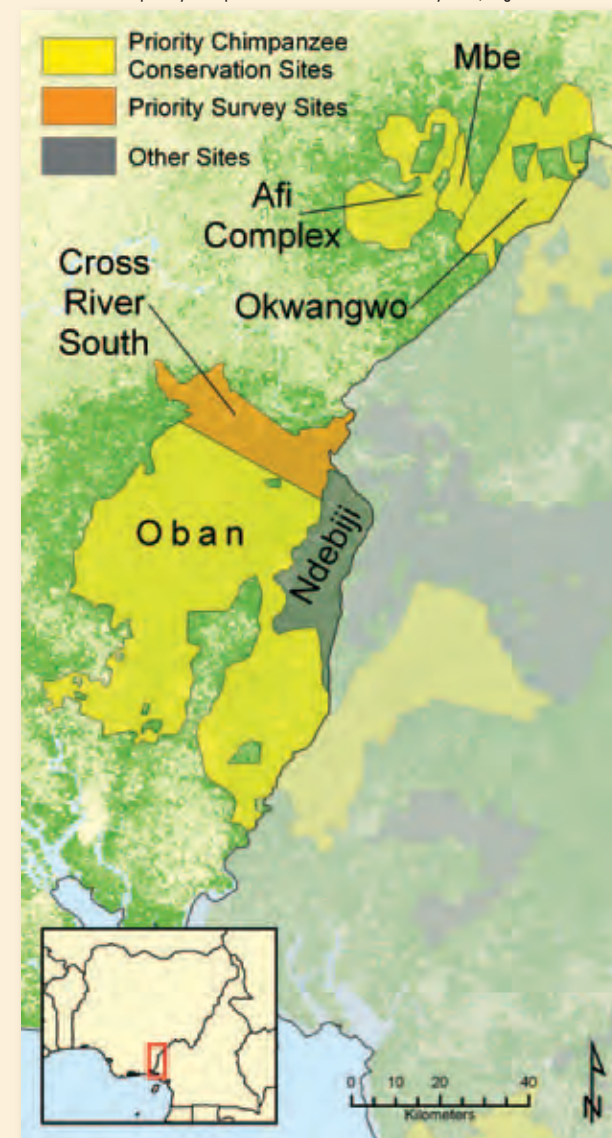 Priority Chimpanzee
Conservation Sites
Priority Survey Sites
Other Sites
Mbe
Afi
Complex
Okwangwo
Cross
River
South
Oban
Ndebiji
0 10 20 40
Kilometers
N